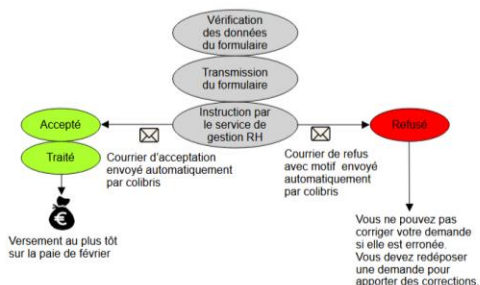 Vérification
des données
du formulaire
Transmission
du formulaire
Instruction par
le service de
gestion RH
Accepté
Traité
Courrier d'acceptation
envoyé automatiquement
par colibris
€
Versement au plus tôt
sur la paie de février
Courrier de refus
avec motif envoyé
automatiquement
par colibris
Refusé
Vous ne pouvez pas
corriger votre demande
si elle est erronée.
Vous devez redéposer
une demande pour
apporter des corrections.